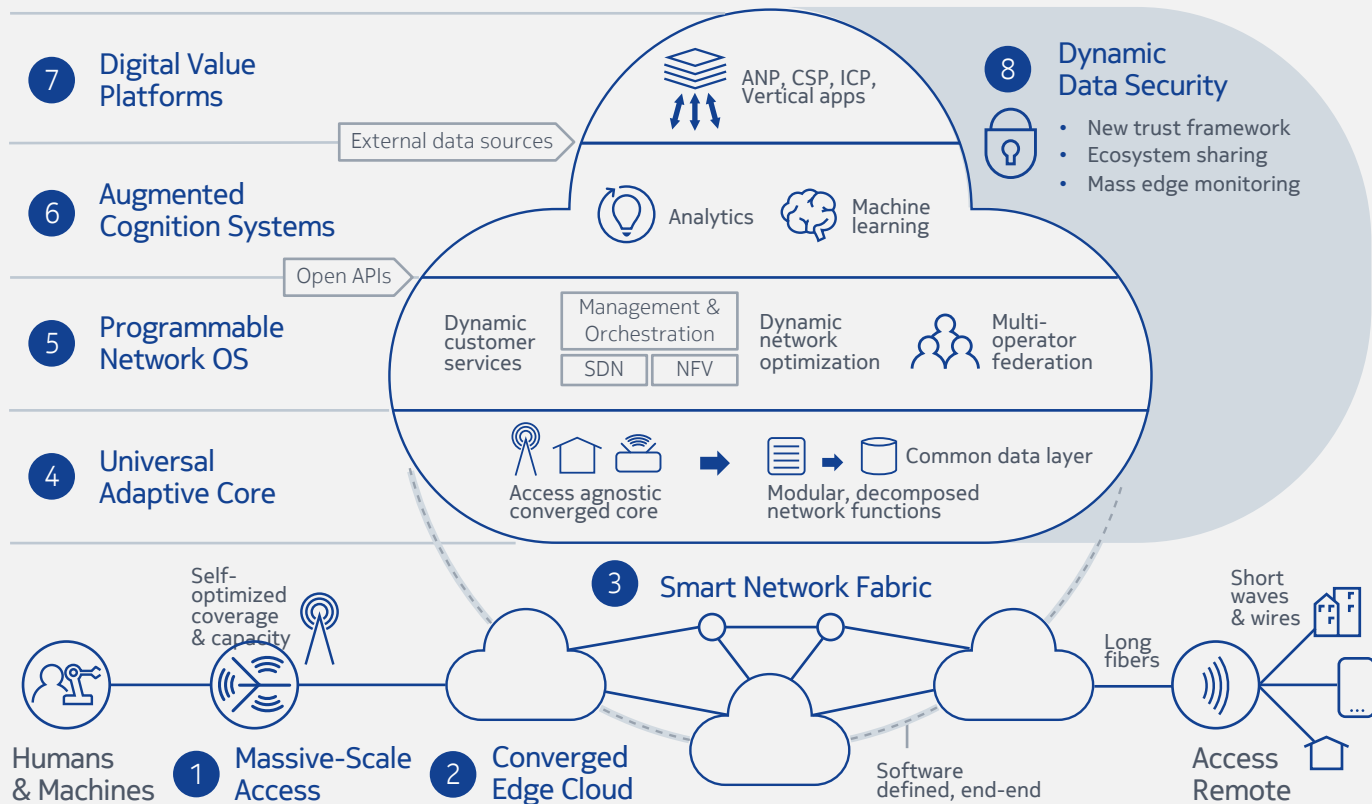 7
Digital Value
Platforms
ANP, CSP, ICP,
Vertical apps
8
Dynamic
Data Security
• New trust framework
• Ecosystem sharing
• Mass edge monitoring
External data sources
6
Augmented
Cognition Systems
Analytics
Machine
learning
Open APIs
5
Programmable
Network OS
Dynamic
customer
services
Management &
Orchestration
SDN
NFV
Dynamic
network
optimization
Multi-
operator
federation
4
Universal
Adaptive Core
Access agnostic
converged core
Common data layer
Modular, decomposed
network functions
3
Smart Network Fabric
Self-
optimized
coverage
& capacity
Short
waves
& wires
Long
fibers
Humans
& Machines
1
Massive-Scale
Access
2
Converged
Edge Cloud
Software
defined, end-end
Access
Remote